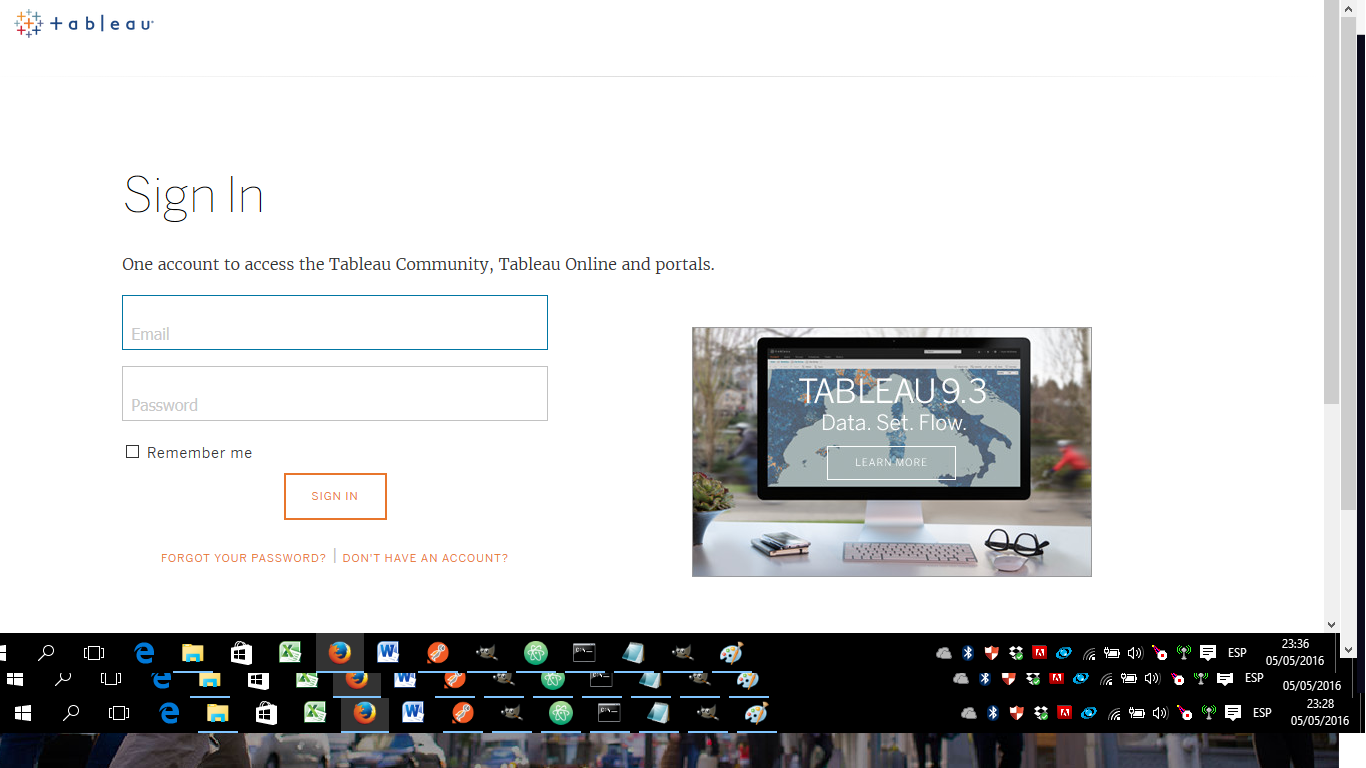 +ableau
Sign In
One account to access the Tableau Community, Tableau Online and portals.
Email
Password
Remember me
SIGN IN
FORGOT YOUR PASSWORD? | DON'T HAVE AN ACCOUNT?
TABLEAU 9.3
Data. Set. Flow.
LEARN MORE
ESP
23:36
05/05/2016
ESP
05/05/2016
ESP
23:28
05/05/2016